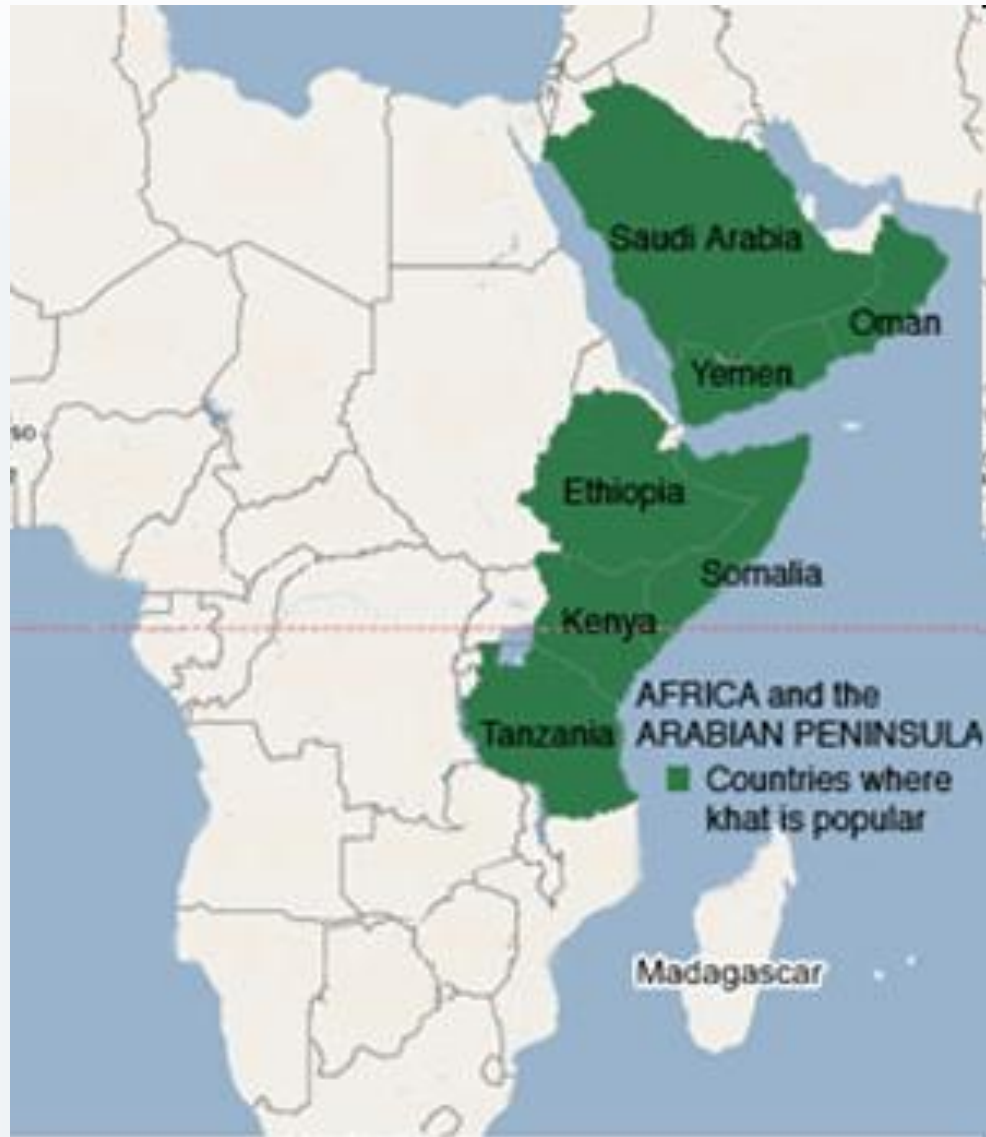 Saudi Arabia
Oman
Yemen
so
Ethiopia
Somalia
Kenya
AFRICA and the
Tanzania
ARABIAN PENINSULA
Countries where
khat is popular
Madagascar